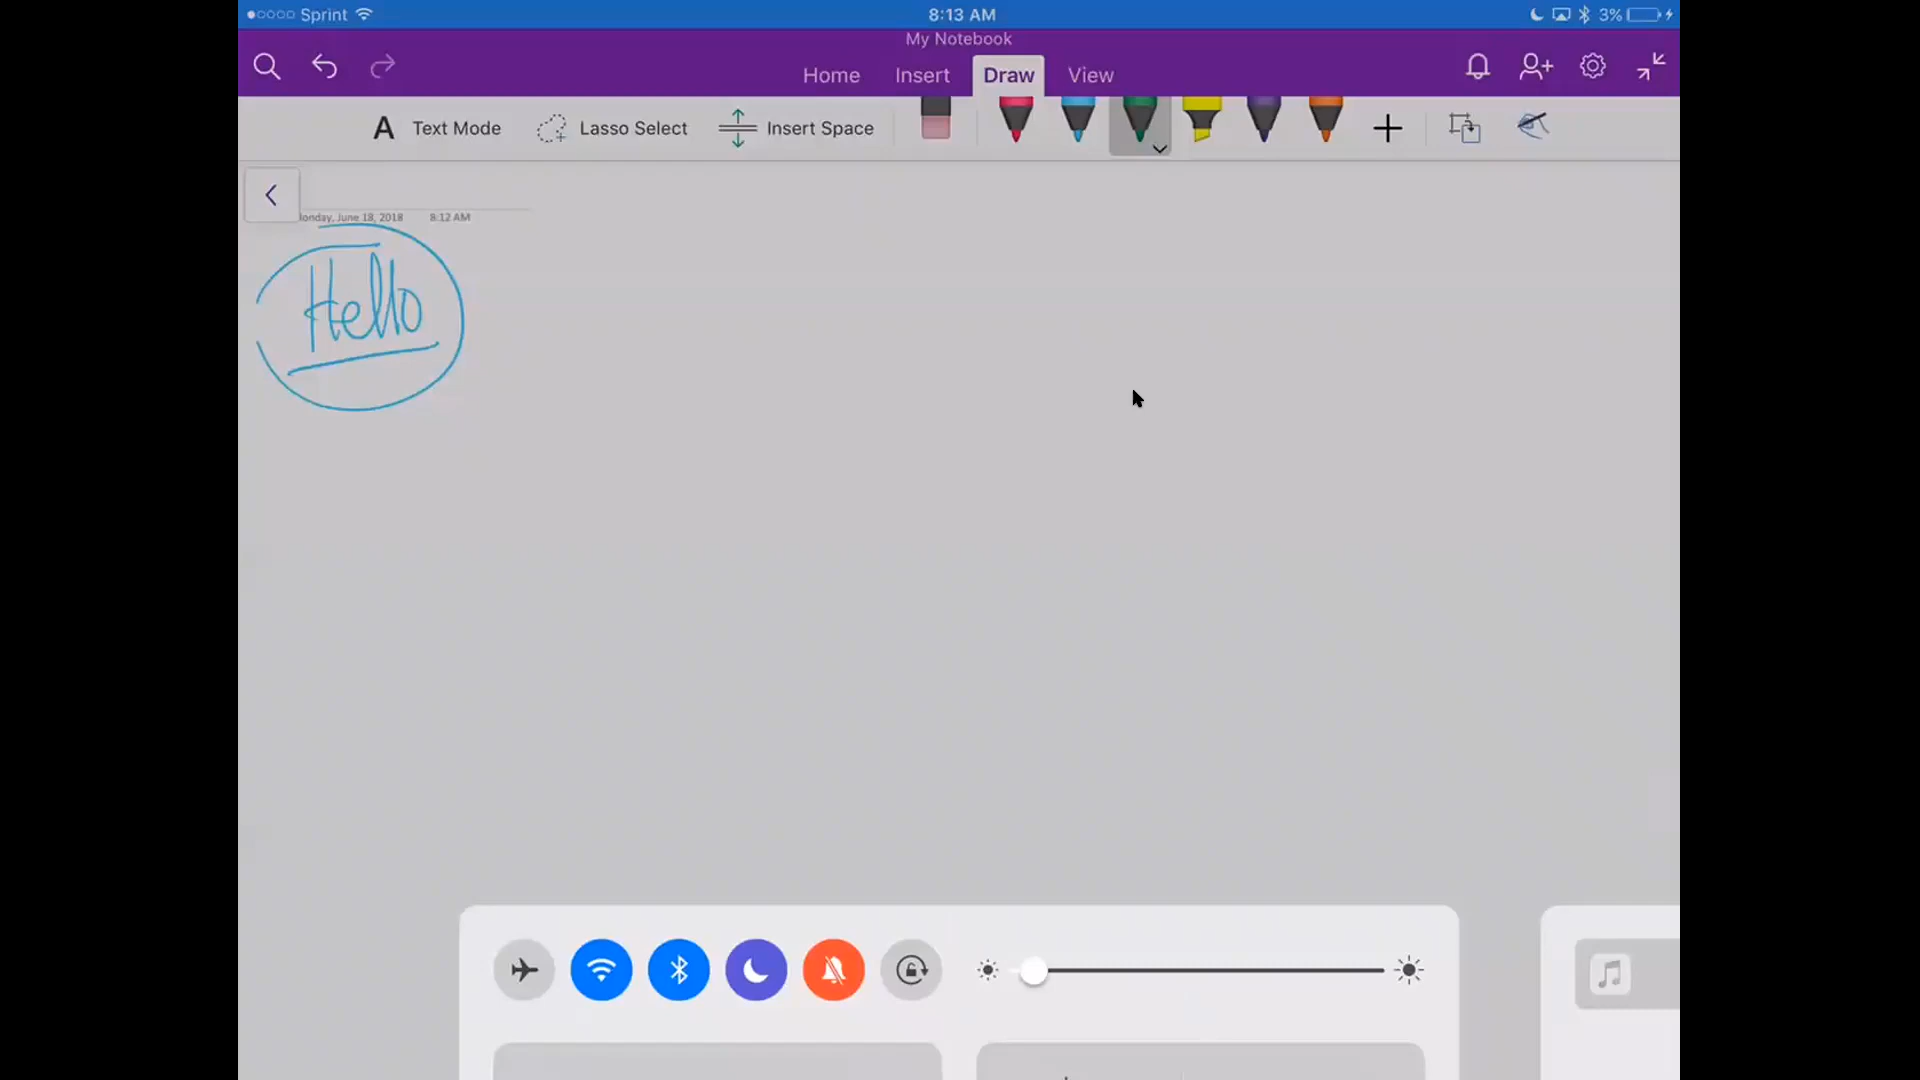 Sprint 8:13 AM 3%
My Notebook
Home Insert Draw View
A Text Mode Lasso Select Insert Space
onday, June 18, 2018 8:12 AM
Hello